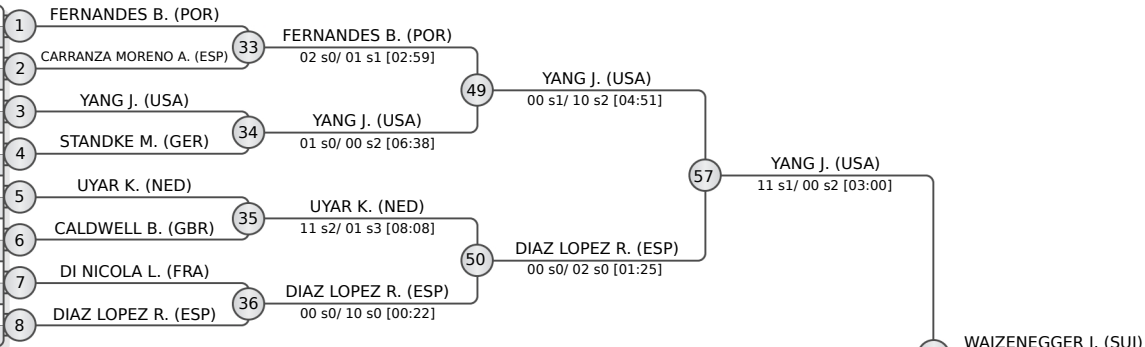 1
FERNANDES B. (POR)
2
CARRANZA MORENO A. (ESP)
3
YANG J. (USA)
4
STANDKE M. (GER)
5
UYAR K. (NED)
6
CALDWELL B. (GBR)
7
DI NICOLA L. (FRA)
8
DIAZ LOPEZ R. (ESP)
33
FERNANDES B. (POR)
02 s0/ 01 s1 [02:59]
34
YANG J. (USA)
01 s0/ 00 s2 [06:38]
35
UYAR K. (NED)
11 s2/ 01 s3 [08:08]
36
DIAZ LOPEZ R. (ESP)
00 s0/ 10 s0 [00:22]
49
YANG J. (USA)
00 s1/ 10 s2 [04:51]
50
DIAZ LOPEZ R. (ESP)
00 s0/ 02 s0 [01:25]
57
YANG J. (USA)
11 s1/ 00 s2 [03:00]
WAIZENEGGER I. (SUI)